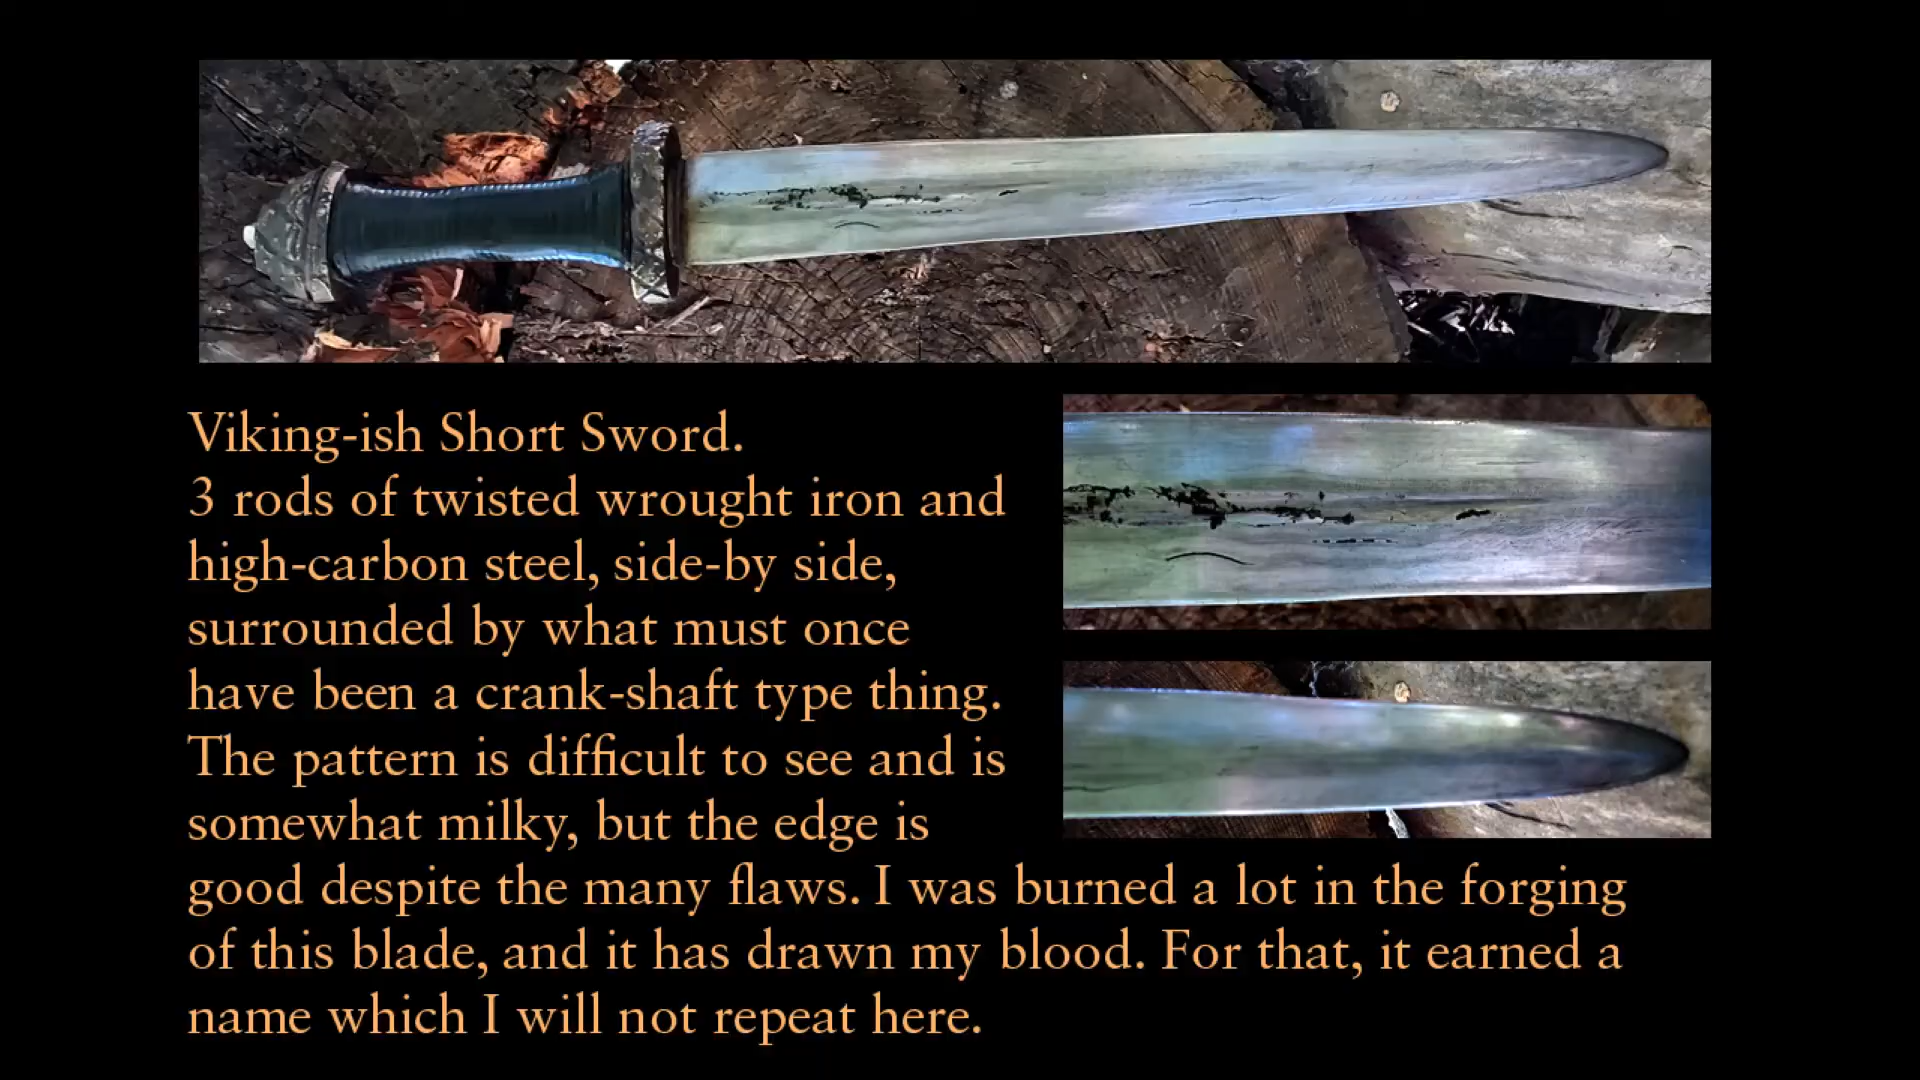 Viking-ish Short Sword.
3 rods of twisted wrought iron and
high-carbon steel, side-by side,
surrounded by what must once
have been a crank-shaft type thing.
The pattern is difficult to see and is
somewhat milky, but the edge is
good despite the many flaws. I was burned a lot in the forging
of this blade, and it has drawn my blood. For that, it earned a
name which I will not repeat here.